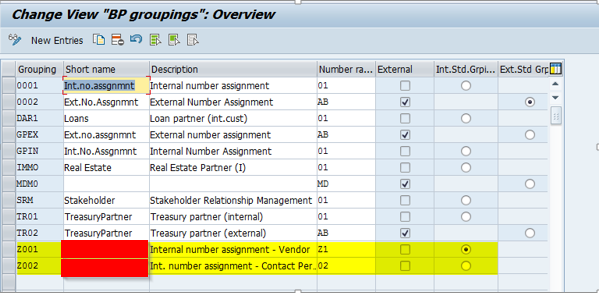 Change View "BP groupings": Overview
New Entries
Grouping Short name Description Number ra... External Int.Std.Grpi... Ext.Std Grp
0001 Int.no.assgnmnt Internal number assignment 01
0002 Ext.No.Assgnmnt External Number Assignment AB
DAR1 Loans Loan partner (int.cust) 01
GPEX Ext.no.assgnmnt External number assignment AB
GPIN Int.No.Assgnmnt Internal Number Assignment 01
IMMO Real Estate Real Estate Partner (I) 01
MDM0 MD
SRM Stakeholder Stakeholder Relationship Management 01
TR01 TreasuryPartner Treasury partner (internal) 01
TR02 TreasuryPartner Treasury partner (external) AB
Z001 Internal number assignment - Vendor Z1
Z002 Int. number assignment - Contact Per... 02